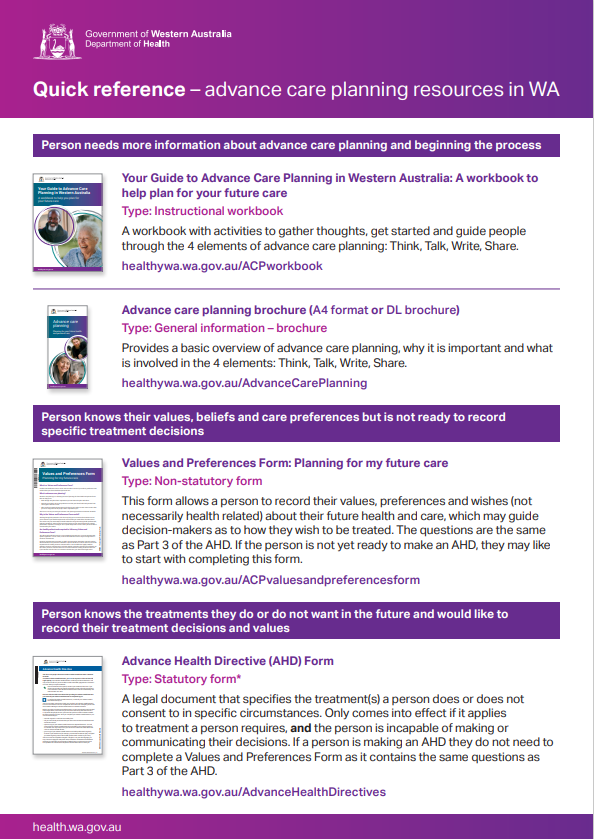 Government of Western Australia
Department of Health
Quick reference – advance care planning resources in WA
Person needs more information about advance care planning and beginning the process
Your Guide to Advance Care
Planning in Western Australia
Your Guide to Advance Care Planning in Western Australia: A workbook to
help plan for your future care
Type: Instructional workbook
A workbook with activities to gather thoughts, get started and guide people
through the 4 elements of advance care planning: Think, Talk, Write, Share.
healthywa.wa.gov.au/ACPworkbook
Advance care
planning
Advance care planning brochure (A4 format or DL brochure)
Type: General information – brochure
Provides a basic overview of advance care planning, why it is important and what
is involved in the 4 elements: Think, Talk, Write, Share.
healthywa.wa.gov.au/AdvanceCarePlanning
Person knows their values, beliefs and care preferences but is not ready to record
specific treatment decisions
Values and Preferences Form
Values and Preferences Form: Planning for my future care
Type: Non-statutory form
This form allows a person to record their values, preferences and wishes (not
necessarily health related) about their future health and care, which may guide
decision-makers as to how they wish to be treated. The questions are the same
as Part 3 of the AHD. If the person is not yet ready to make an AHD, they may like
to start with completing this form.
healthywa.wa.gov.au/ACPvaluesandpreferencesform
Person knows the treatments they do or do not want in the future and would like to
record their treatment decisions and values
Advance Health Directive (AHD) Form
Type: Statutory form*
A legal document that specifies the treatment(s) a person does or does not
consent to in specific circumstances. Only comes into effect if it applies
to treatment a person requires, and the person is incapable of making or
communicating their decisions. If a person is making an AHD they do not need to
complete a Values and Preferences Form as it contains the same questions as
Part 3 of the AHD.
healthywa.wa.gov.au/AdvanceHealthDirectives
health.wa.gov.au